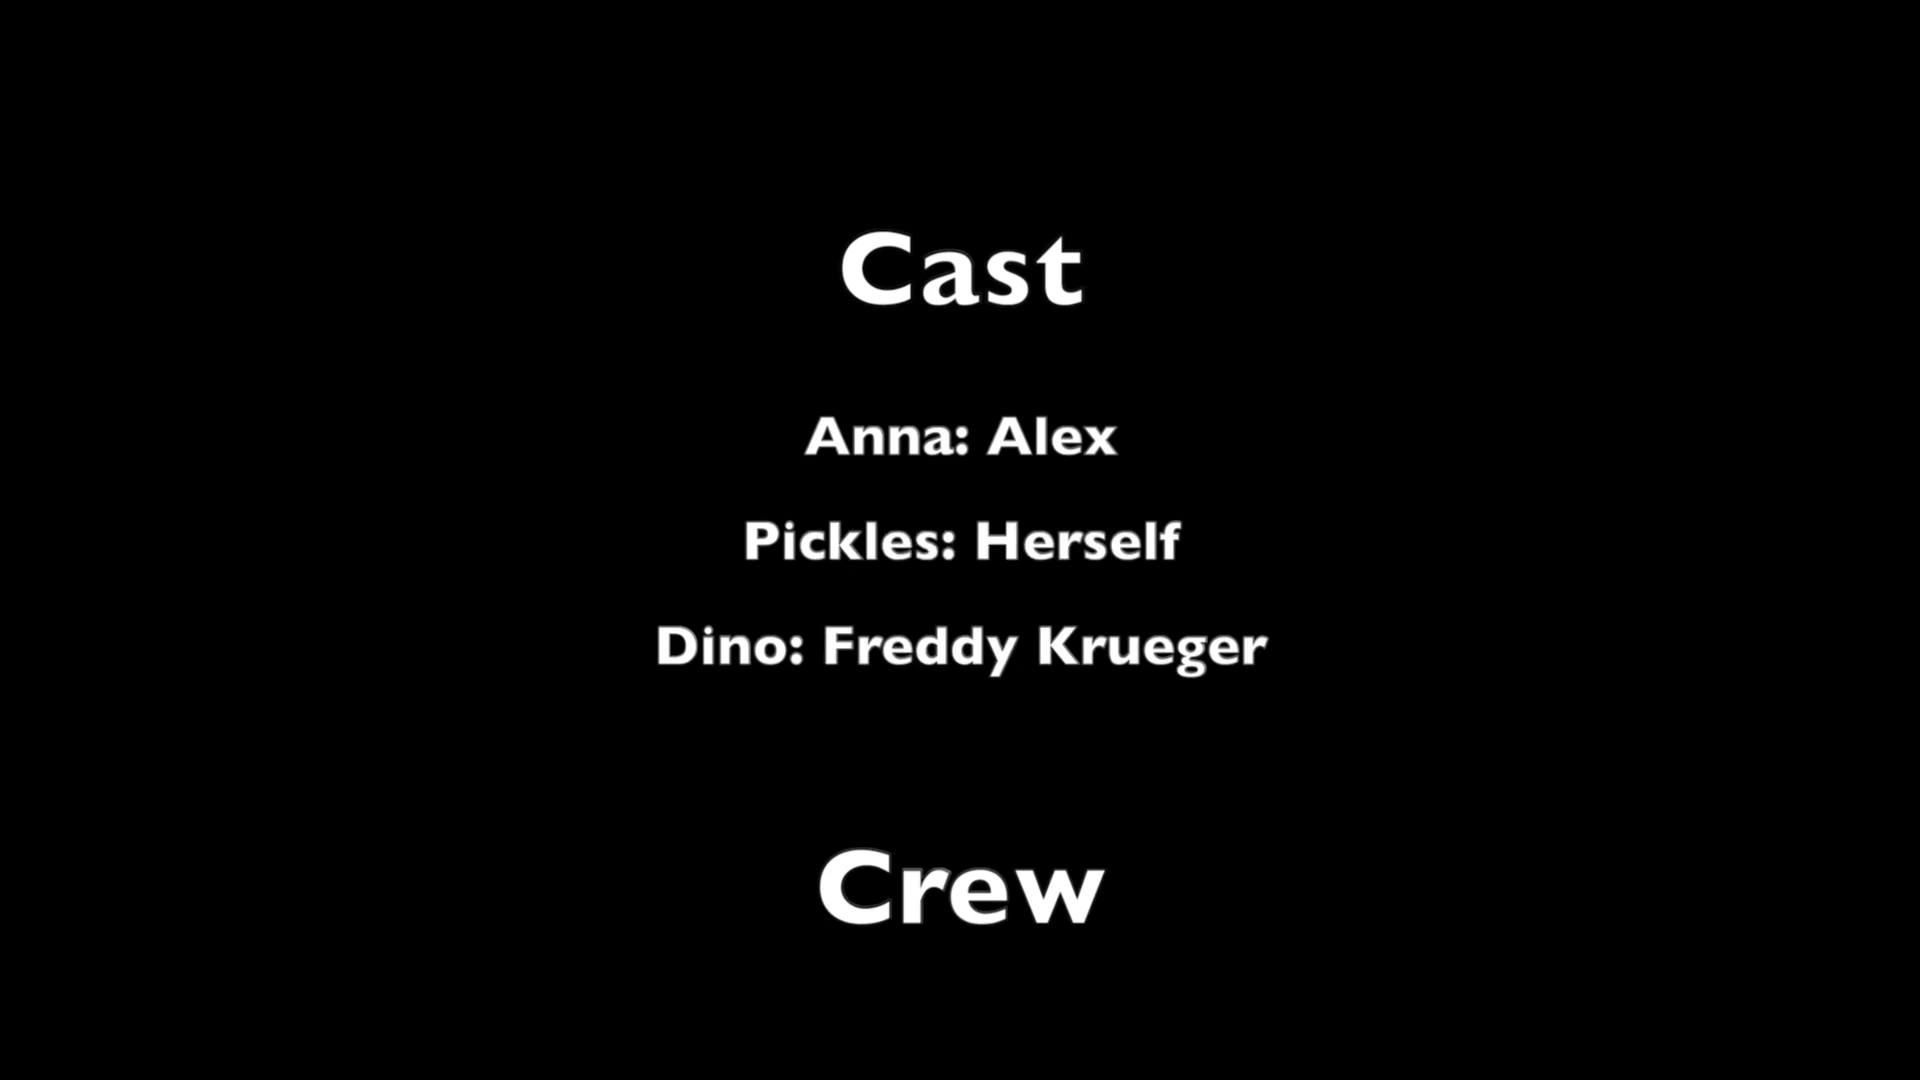 Cast
Anna: Alex
Pickles: Herself
Dino: Freddy Krueger
Crew